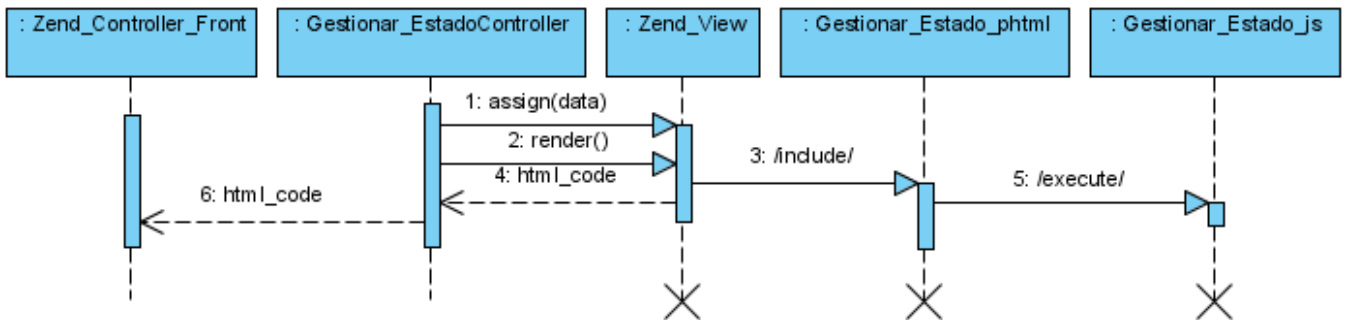 : Zend_Controller_Front
: Gestionar_EstadoController
: Zend_View
: Gestionar_Estado_phtml
: Gestionar_Estado_js
1: assign(data)
2: render()
3: /include/
4: html_code
5: /execute/
6: html_code